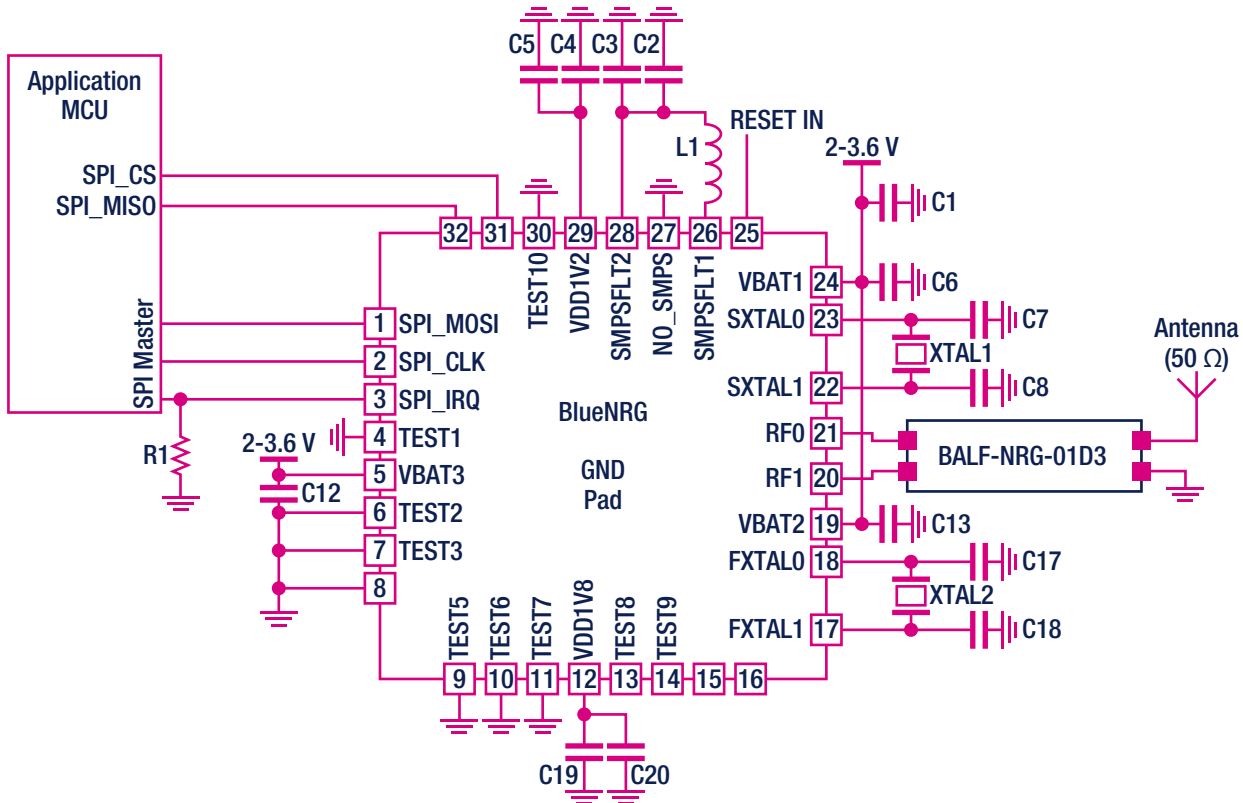 C5
C4
C3
C2
Application
MCU
RESET IN
L1
2-3.6 V
SPI_CS
SPI_MISO
C1
32
31
30
29
28
27
26
25
TEST10
VDD1V2
SMPSFLT2
NO_SMPS
SMPSFLT1
VBAT1
24
C6
SXTAL0
23
C7
XTAL1
SXTAL1
22
C8
Antenna
(50 Ω)
SPI Master
1
SPI_MOSI
2
SPI_CLK
3
SPI_IRQ
4
TEST1
R1
2-3.6 V
5
VBAT3
C12
6
TEST2
7
TEST3
8
BlueNRG
GND
Pad
RF0
21
RF1
20
BALF-NRG-01D3
VBAT2
19
C13
FXTAL0
18
C17
XTAL2
FXTAL1
17
C18
TEST5
TEST6
TEST7
VDD1V8
TEST8
TEST9
9
10
11
12
13
14
15
16
C19
C20